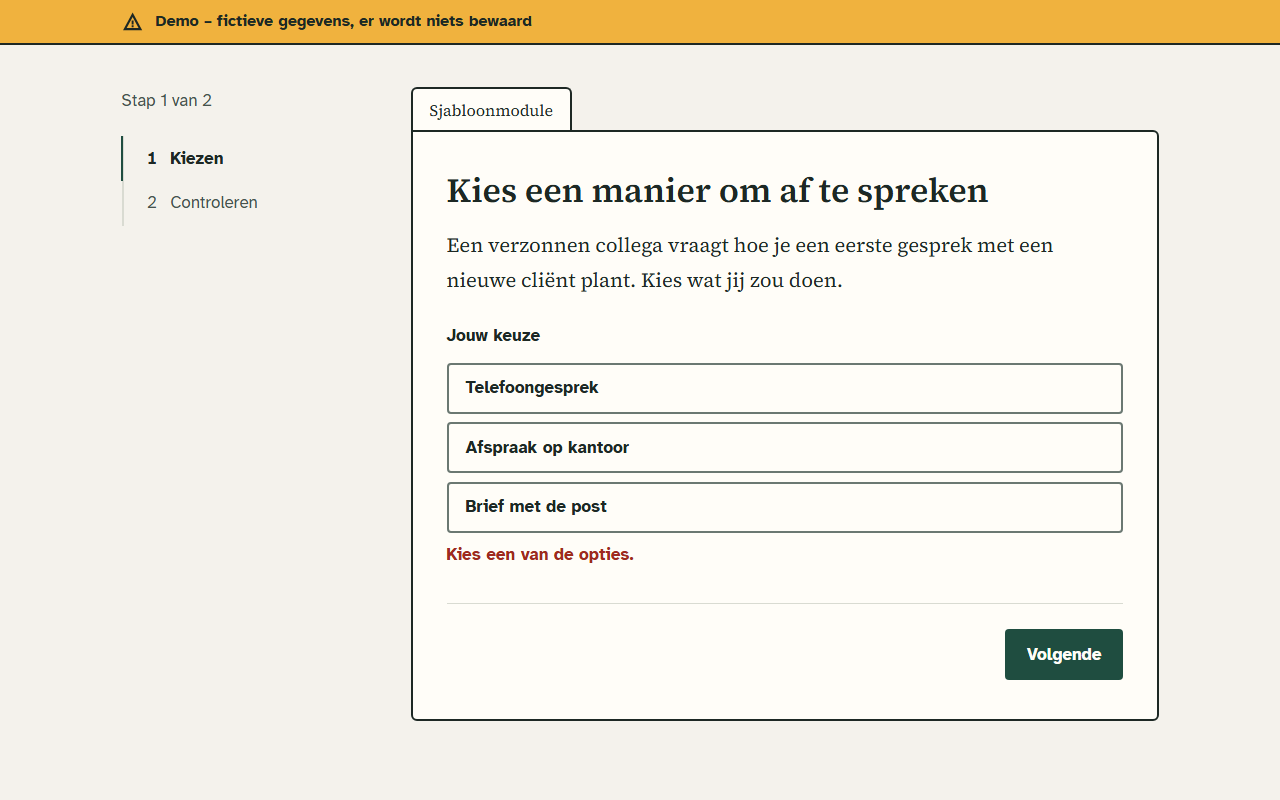 Demo – fictieve gegevens, er wordt niets bewaard
Stap 1 van 2
1 Kiezen
2 Controleren
Sjabloonmodule
Kies een manier om af te spreken
Een verzonnen collega vraagt hoe je een eerste gesprek met een
nieuwe cliënt plant. Kies wat jij zou doen.
Jouw keuze
Telefoongesprek
Afspraak op kantoor
Brief met de post
Kies een van de opties.
Volgende